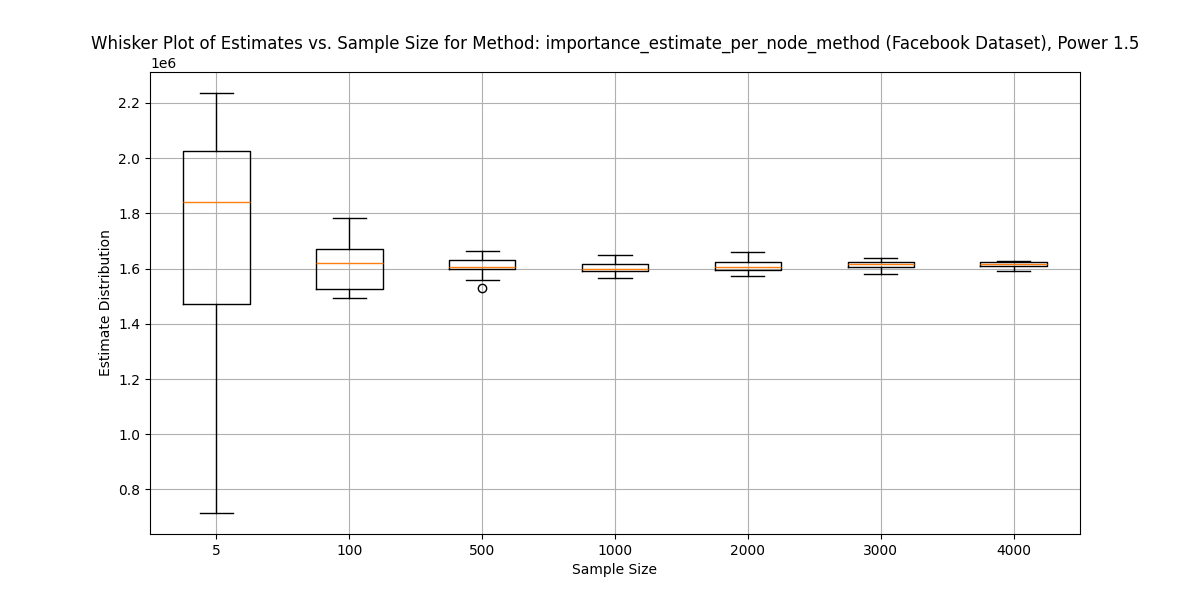 Whisker Plot of Estimates vs. Sample Size for Method: importance_estimate_per_node_method (Facebook Dataset), Power 1.5
1e6
2.2
2.0
1.8
1.6
1.4
1.2
1.0
0.8
Estimate Distribution
5 100 500 1000 2000 3000 4000
Sample Size